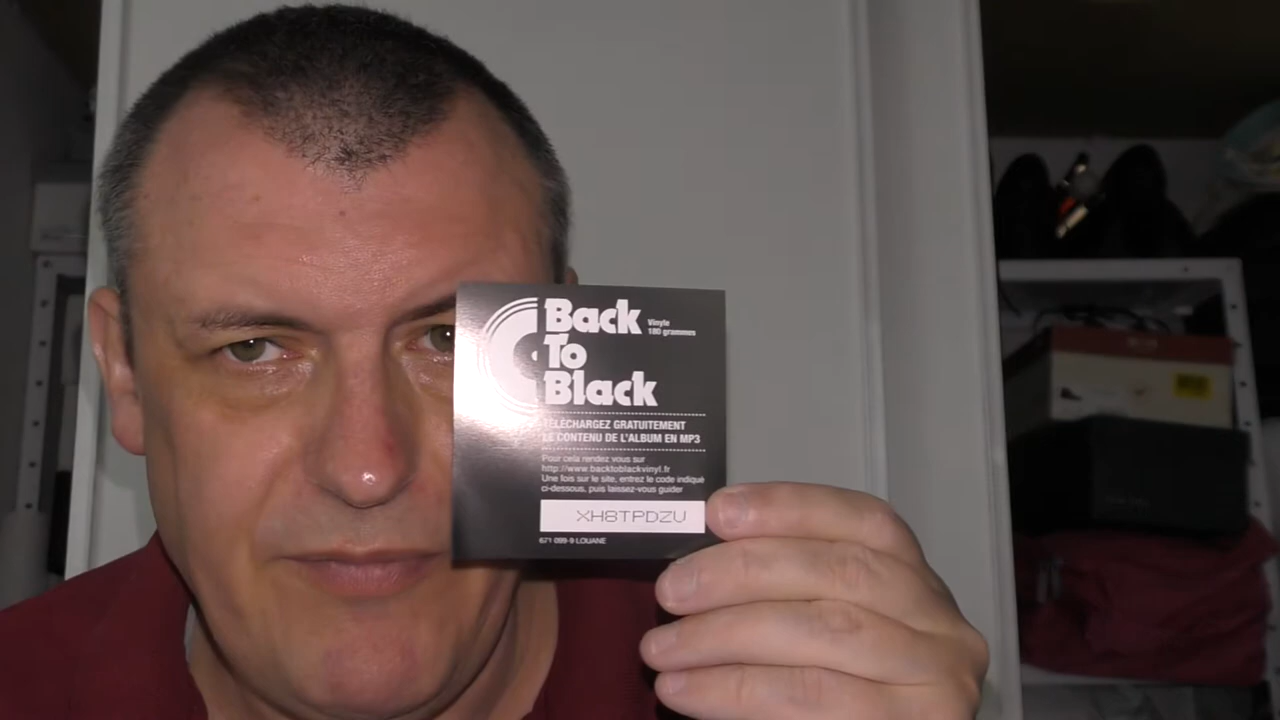 Back
To
Black
Vinyle
180 grammes
TÉLÉCHARGEZ GRATUITEMENT
LE CONTENU DE L'ALBUM EN MP3
Pour cela rendez vous sur
http://www.backtoblackvinyl.fr
Une fois sur le site, entrez le code indiqué
ci-dessous, puis laissez-vous guider
XH8TPDZU
671 099-9 LOUANE